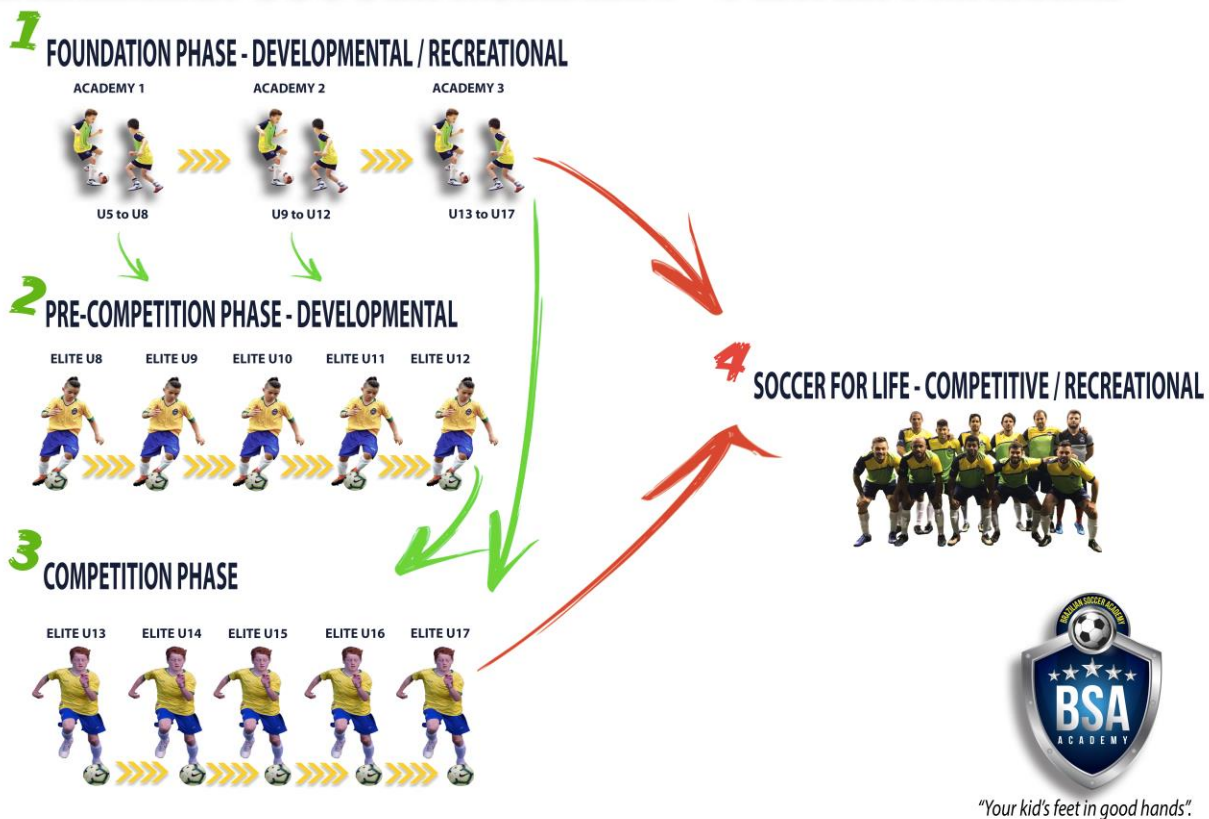 1
FOUNDATION PHASE - DEVELOPMENTAL / RECREATIONAL
ACADEMY 1
ACADEMY 2
ACADEMY 3
U5 to U8
U9 to U12
U13 to U17
2
PRE-COMPETITION PHASE - DEVELOPMENTAL
ELITE U8
ELITE U9
ELITE U10
ELITE U11
ELITE U12
3
COMPETITION PHASE
ELITE U13
ELITE U14
ELITE U15
ELITE U16
ELITE U17
4
SOCCER FOR LIFE - COMPETITIVE / RECREATIONAL
BRAZILIAN SOCCER ACADEMY
BSA
ACADEMY
"Your kid's feet in good hands".